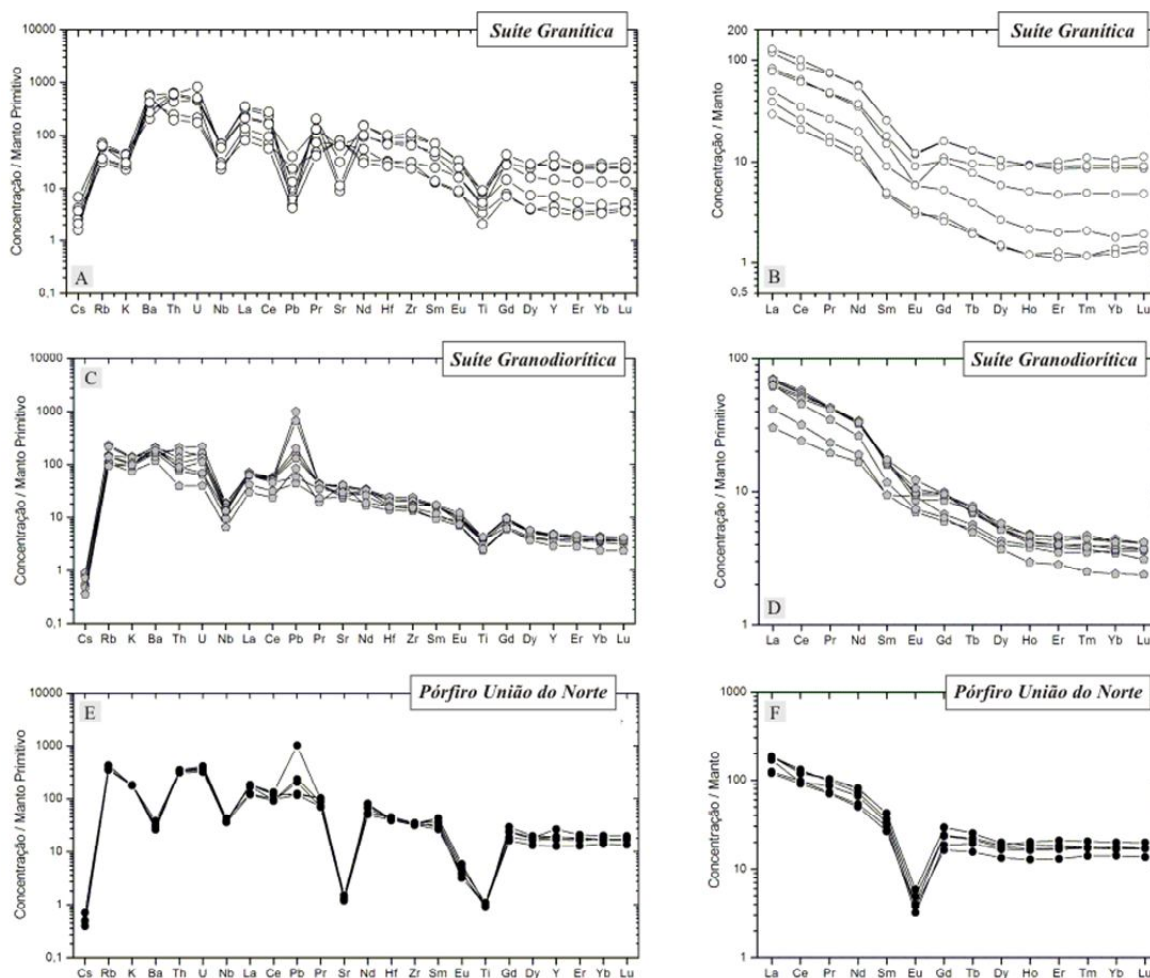 Suíte Granítica
10000
1000
100
10
1
0,1
Concentração / Manto Primitivo
A
Cs Rb K Ba Th U Nb La Ce Pb Pr Sr Nd Hf Zr Sm Eu Ti Gd Dy Y Er Yb Lu
Suíte Granítica
200
100
10
1
0.5
Concentração / Manto
B
La Ce Pr Nd Sm Eu Gd Tb Dy Ho Er Tm Yb Lu
Suíte Granodiorítica
10000
1000
100
10
1
0,1
Concentração / Manto Primitivo
C
Cs Rb K Ba Th U Nb La Ce Pb Pr Sr Nd Hf Zr Sm Eu Ti Gd Dy Y Er Yb Lu
Suíte Granodiorítica
100
10
1
Concentração / Manto Primitivo
D
La Ce Pr Nd Sm Eu Gd Tb Dy Ho Er Tm Yb Lu
Pórfiro União do Norte
10000
1000
100
10
1
0,1
Concentração / Manto Primitivo
E
Cs Rb K Ba Th U Nb La Ce Pb Pr Sr Nd Hf Zr Sm Eu Ti Gd Dy Y Er Yb Lu
Pórfiro União do Norte
1000
100
10
1
Concentração / Manto
F
La Ce Pr Nd Sm Eu Gd Tb Dy Ho Er Tm Yb Lu